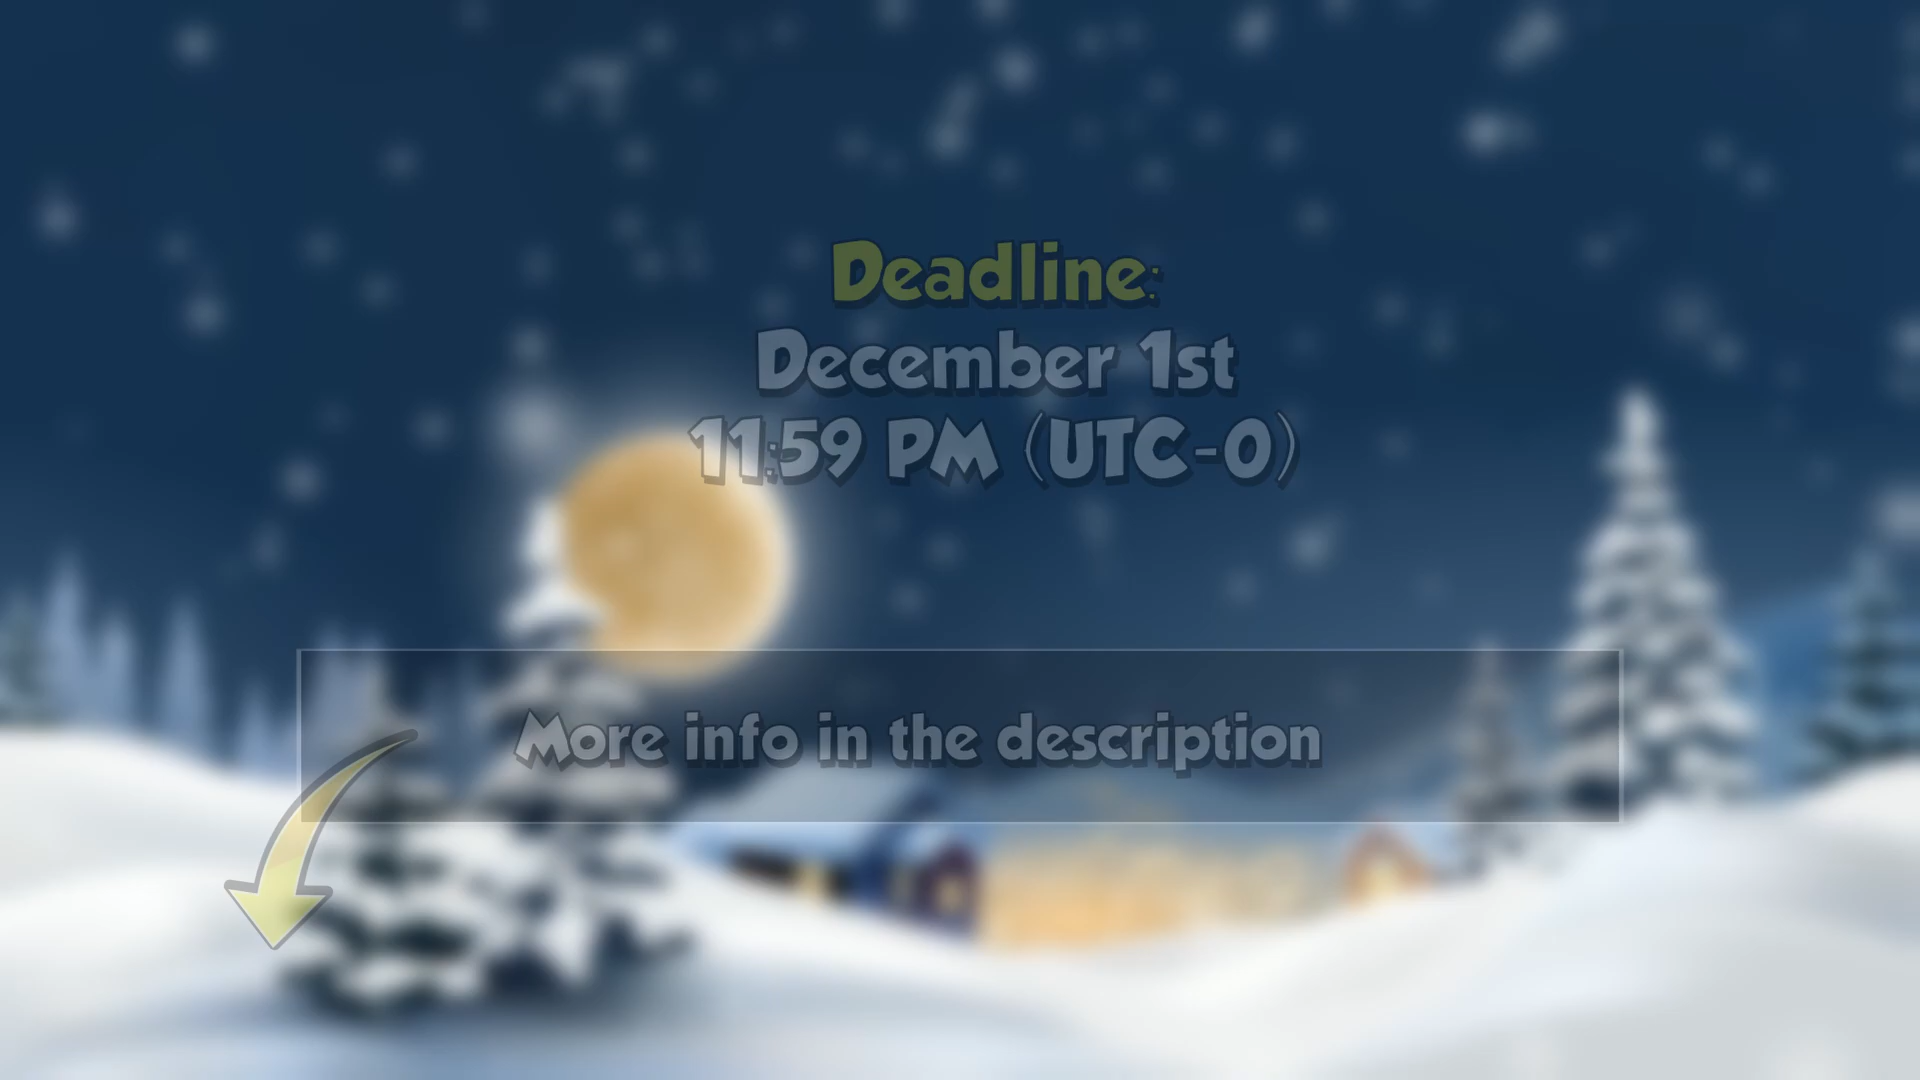 Deadline:
December 1st
11:59 PM (UTC-0)
More info in the description